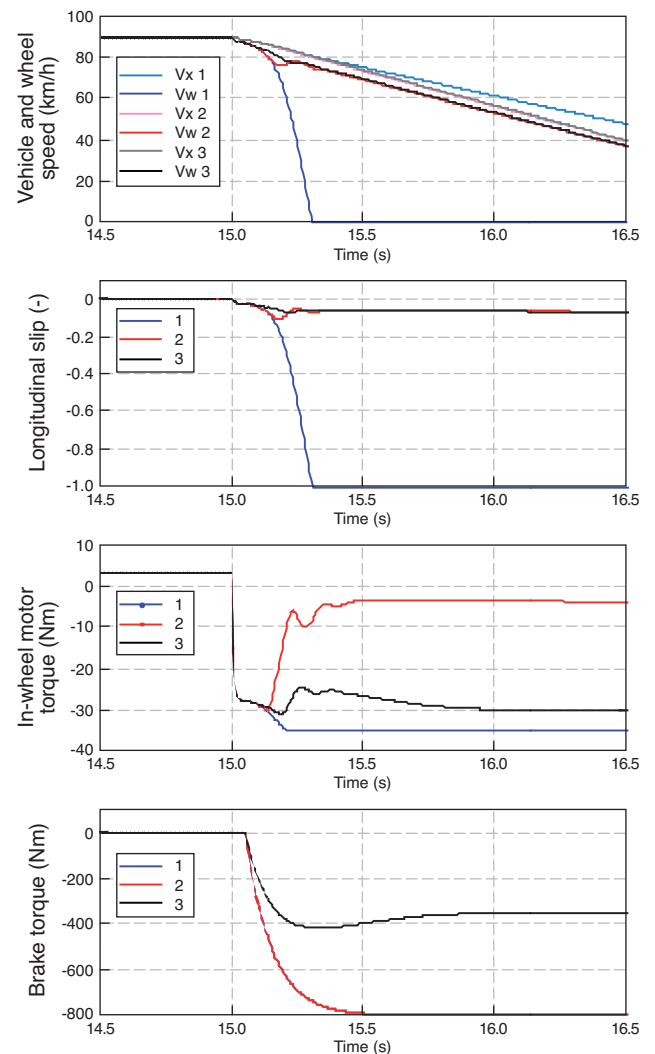 Vehicle and wheel
speed (km/h)
100
80
60
40
20
0
Vx 1
Vw 1
Vx 2
Vw 2
Vx 3
Vw 3
14.5 15.0 15.5 16.0 16.5
Time (s)
Longitudinal slip (-)
0
-0.2
-0.4
-0.6
-0.8
-1.0
1
2
3
14.5 15.0 15.5 16.0 16.5
Time (s)
In-wheel motor
torque (Nm)
10
0
-10
-20
-30
-40
1
2
3
14.5 15.0 15.5 16.0 16.5
Time (s)
Brake torque (Nm)
0
-200
-400
-600
-800
1
2
3
14.5 15.0 15.5 16.0 16.5
Time (s)